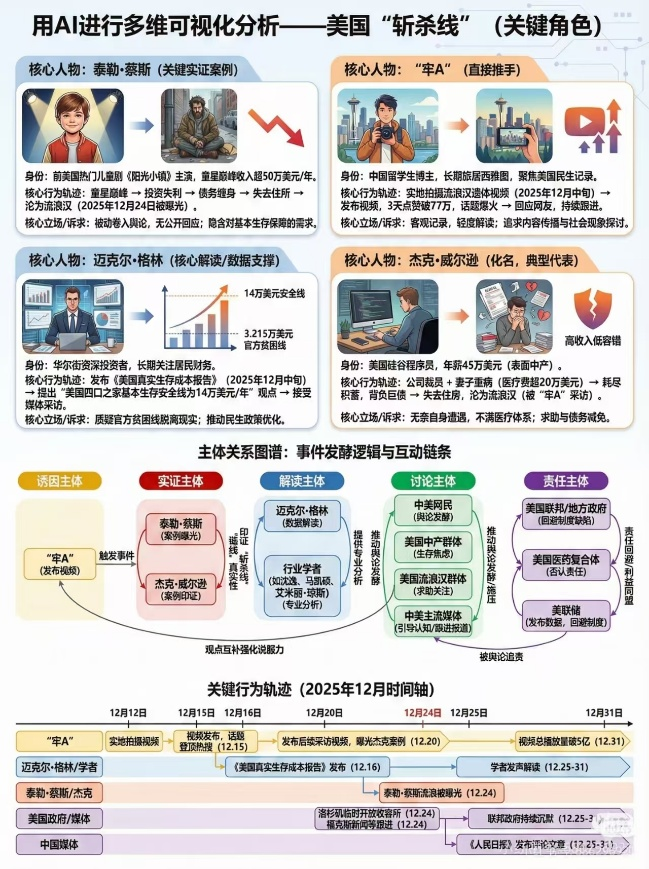 用AI进行多维可视化分析——美国“斩杀线”（关键角色）
核心人物：泰勒·蔡斯（关键实证案例）
身份：前美国热门儿童剧《阳光小镇》主演，童星巅峰收入超50万美元/年。
核心行为轨迹：童星巅峰 → 投资失利 → 债务缠身 → 失去住所 →
沦为流浪汉（2025年12月24日被曝光）。
核心立场/诉求：被动卷入舆论，无公开回应；隐含对基本生存保障的需求。
核心人物：“牢A”（直接推手）
身份：中国留学生博主，长期旅居西雅图，聚焦美国民生记录。
核心行为轨迹：实地拍摄流浪汉遗体视频（2025年12月中旬）→
发布视频，3天点赞破77万，话题爆火 → 回应网友，持续跟进。
核心立场/诉求：客观记录，轻度解读；追求内容传播与社会现象探讨。
核心人物：迈克尔·格林（核心解读/数据支撑）
14万美元安全线
3.215万美元
官方贫困线
身份：华尔街资深投资者，长期关注居民财务。
核心行为轨迹：发布《美国真实生存成本报告》（2025年12月中旬）
→ 提出“美国四口之家基本生存安全线为14万美元/年”观点 → 接受
媒体采访。
核心立场/诉求：质疑官方贫困线脱离现实；推动民生政策优化。
核心人物：杰克·威尔逊（化名，典型代表）
高收入低容错
身份：美国硅谷程序员，年薪45万美元（表面中产）。
核心行为轨迹：公司裁员 + 妻子重病（医疗费超20万美元）→ 耗尽
积蓄，背负巨债 → 失去住房，沦为流浪汉（被“牢A”采访）。
核心立场/诉求：无奈自身遭遇，不满医疗体系；求助与债务减免。
主体关系图谱：事件发酵逻辑与互动链条
诱因主体
实证主体
解读主体
讨论主体
责任主体
“牢A”
（发布视频）
触发事件
泰勒·蔡斯
（案例曝光）
杰克·威尔逊
（案例印证）
印证“斩杀线”
真实性
迈克尔·格林
（数据解读）
行业学者
（如沈逸、马凯硕、
艾米丽·琼斯）
（专业分析）
提供专业分析
推动舆论发酵
中美网民
（舆论发酵）
美国中产群体
（生存焦虑）
美国流浪汉群体
（求助关注）
中美主流媒体
（引导认知/跟进报道）
推动舆论发酵/施压
美国联邦/地方政府
（回避制度缺陷）
美国医药复合体
（否认责任）
美联储
（发布数据，回避制度）
责任回避/利益同盟
观点互补强化说服力
被舆论追责
关键行为轨迹（2025年12月时间轴）
12月12日
12月15日
12月16日
12月20日
12月24日
12月25日
12月31日
“牢A”
实地拍摄视频
视频发布，话题
登顶热搜（12.15）
发布后续采访视频，曝光杰克案例（12.20）
视频总播放量破5亿（12.31）
迈克尔·格林/学者
《美国真实生存成本报告》发布（12.16）
学者发声解读（12.25-31）
泰勒·蔡斯/杰克
泰勒·蔡斯流浪被曝光（12.24）
美国政府/媒体
洛杉矶临时开放收容所（12.24）
福克斯新闻等跟进（12.24）
联邦政府持续沉默（12.25-3
中国媒体
《人民日报》发布评论文章（12.25-31）